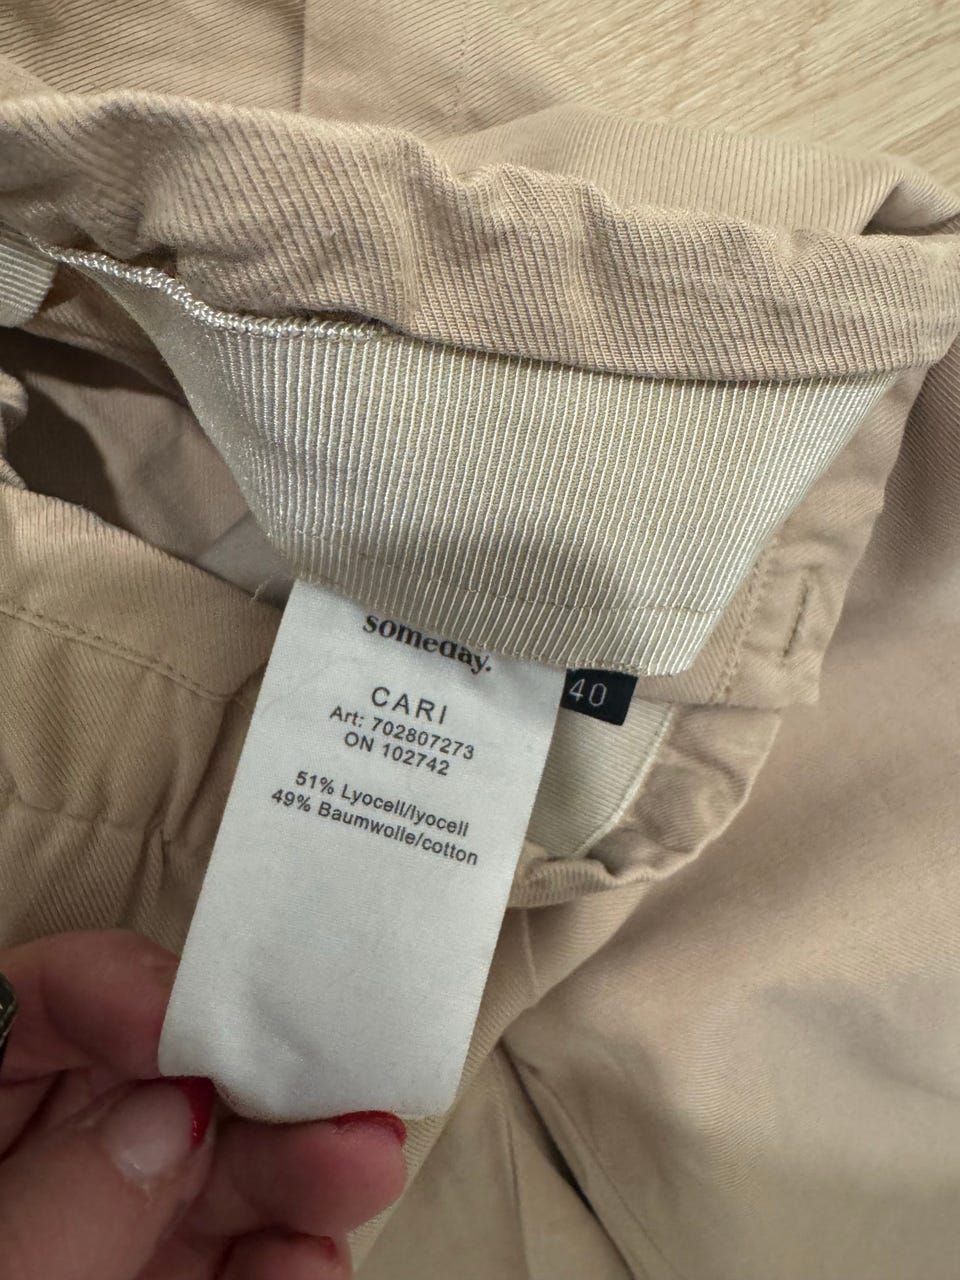 someday.
40
CARI
Art: 702807273
ON 102742
51% Lyocell/lyocell
49% Baumwolle/cotton